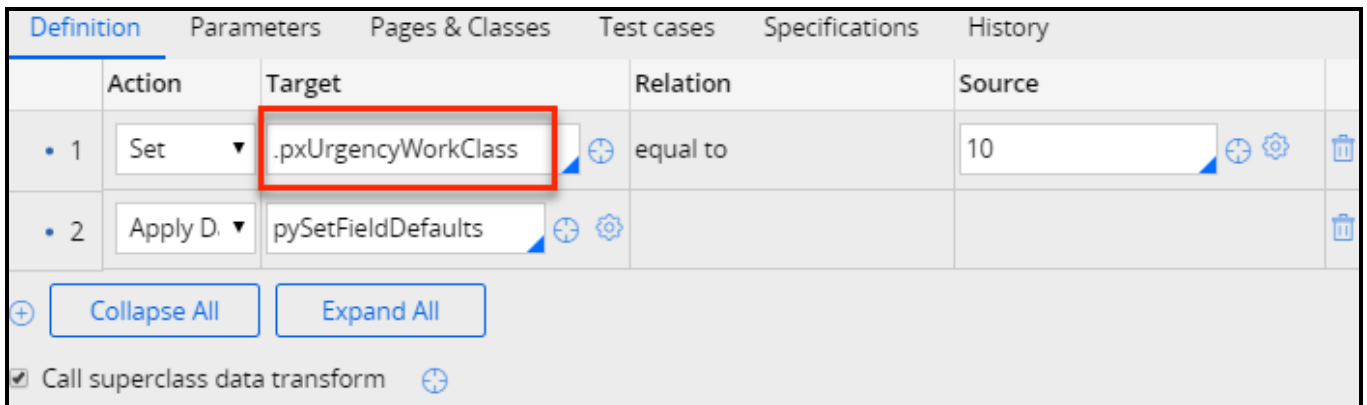 Definition Parameters Pages & Classes Test cases Specifications History
Action Target Relation Source
1 Set .pxUrgencyWorkClass equal to 10
2 Apply D. pySetFieldDefaults
Collapse All Expand All
Call superclass data transform